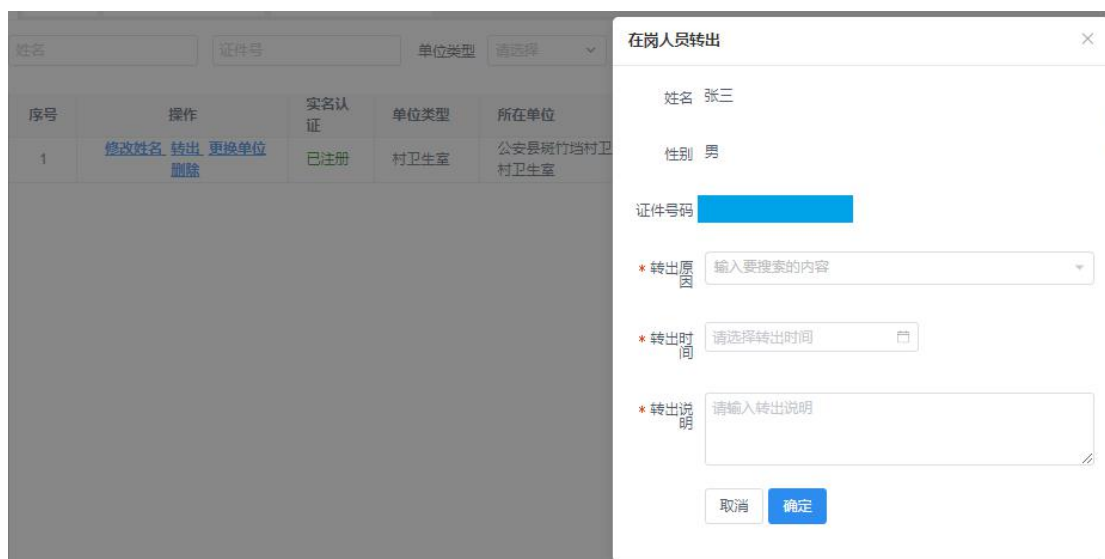 姓名 证件号 单位类型 请选择
序号 操作 实名认证 单位类型 所在单位
1 修改姓名 转出 更换单位 删除 已注册 村卫生室 公安县斑竹垱村卫
村卫生室
在岗人员转出
姓名 张三
性别 男
证件号码
* 转出原因 输入要搜索的内容
* 转出时间 请选择转出时间
* 转出说明 请输入转出说明
取消 确定